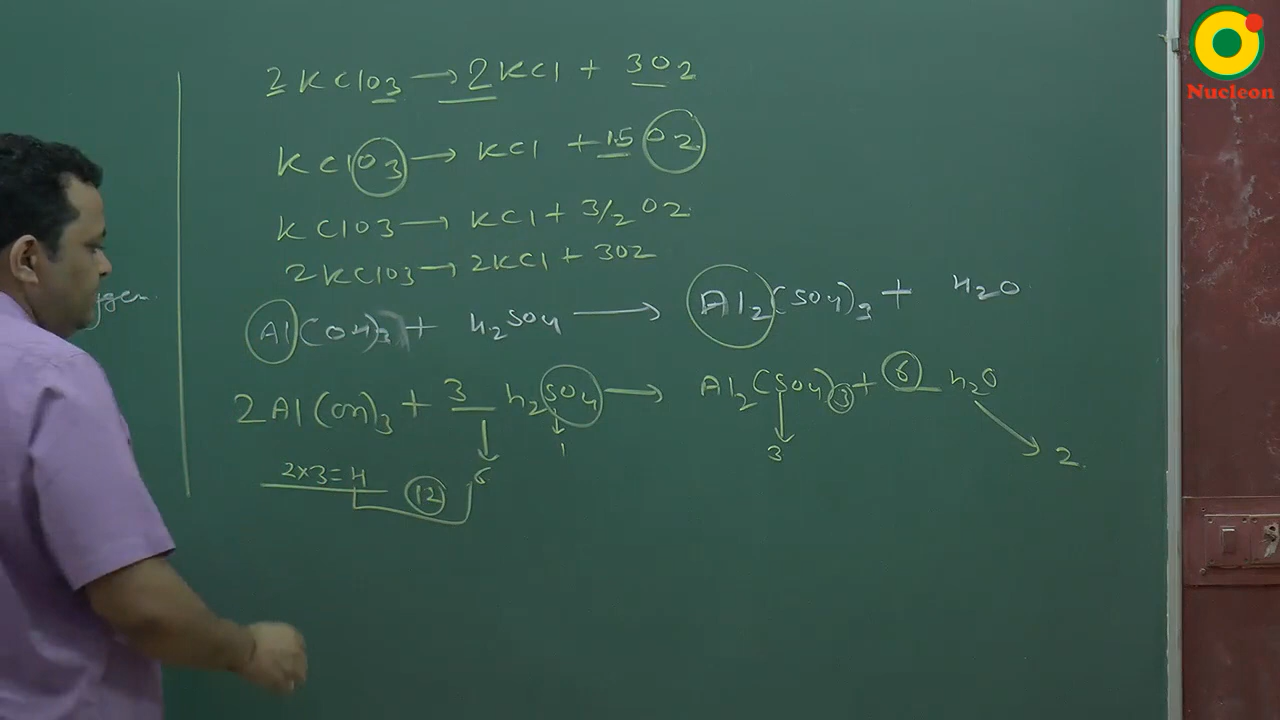 Nucleon
2KClO3 → 2KCl + 3O2
KClO3 → KCl + 1.5 O2
KClO3 → KCl + 3/2 O2
2KClO3 → 2KCl + 3O2
Al(OH)3 + H2SO4 → Al2(SO4)3 + H2O
2Al(OH)3 + 3 H2SO4 → Al2(SO4)3 + 6 H2O
1
3
2
2×3=H
6
12